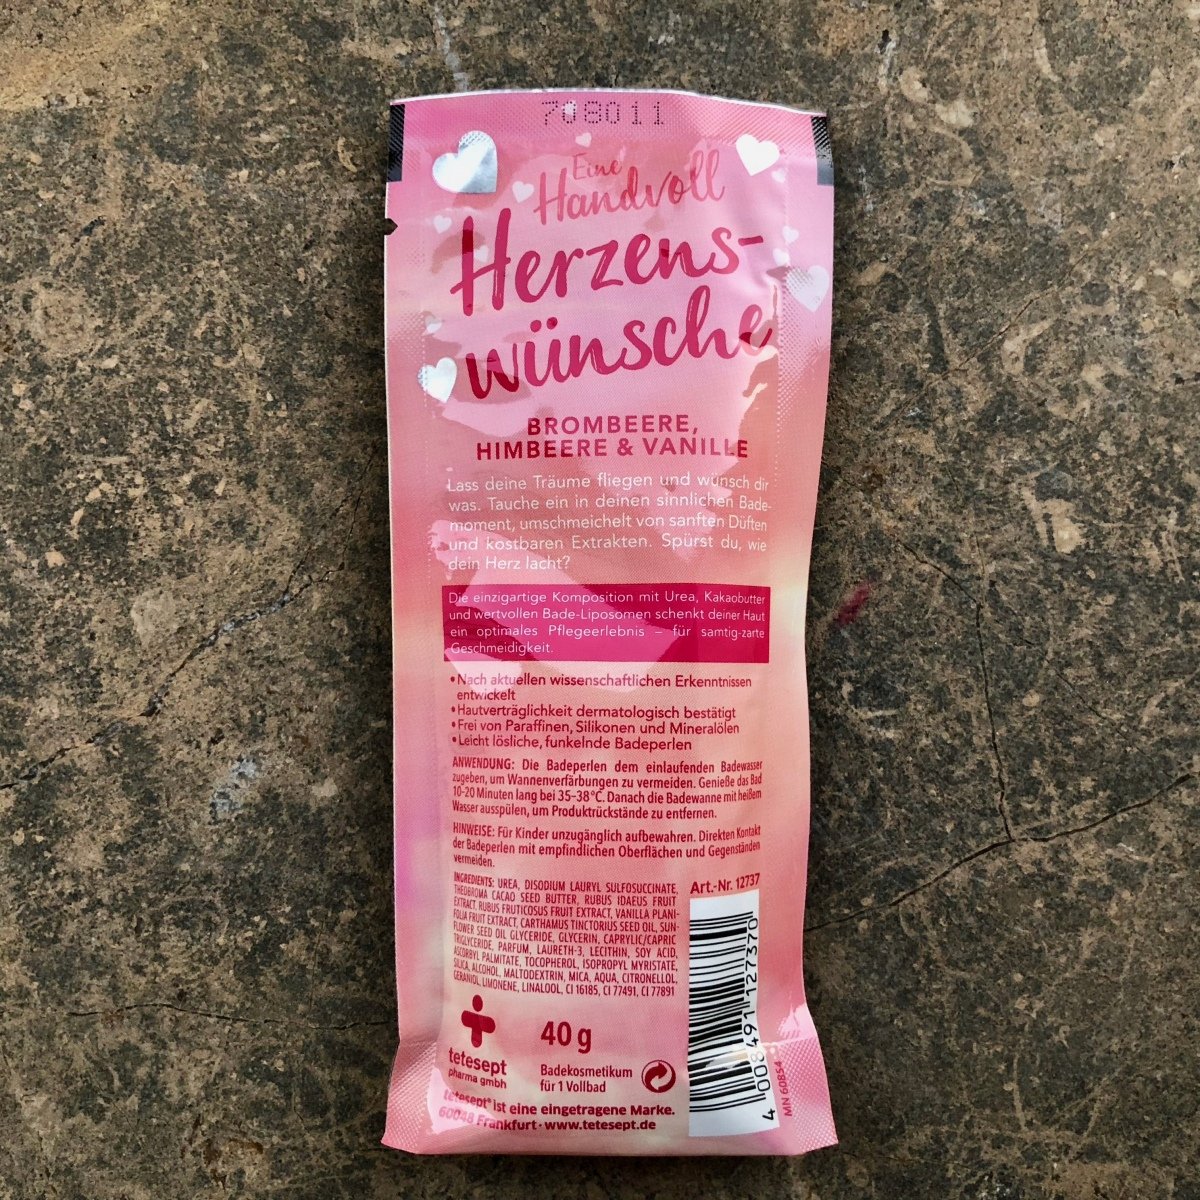 708011
Eine
Handvoll
Herzens-
wünsche
BROMBEERE,
HIMBEERE & VANILLE
Lass deine Träume fliegen und wünsch dir
was. Tauche ein in deinen sinnlichen Bade-
moment, umschmeichelt von sanften Düften
und kostbaren Extrakten. Spürst du, wie
dein Herz lacht?
Die einzigartige Komposition mit Urea, Kakaobutter
und wertvollen Bade-Liposomen schenkt deiner Haut
ein optimales Pflegeerlebnis – für samtig-zarte
Geschmeidigkeit.
•Nach aktuellen wissenschaftlichen Erkenntnissen
entwickelt
•Hautverträglichkeit dermatologisch bestätigt
•Frei von Paraffinen, Silikonen und Mineralölen
•Leicht lösliche, funkelnde Badeperlen
ANWENDUNG: Die Badeperlen dem einlaufenden Badewasser
zugeben, um Wannenverfärbungen zu vermeiden. Genieße das Bad
10-20 Minuten lang bei 35–38°C. Danach die Badewanne mit heißem
Wasser ausspülen, um Produktrückstände zu entfernen.
HINWEISE: Für Kinder unzugänglich aufbewahren. Direkten Kontakt
der Badeperlen mit empfindlichen Oberflächen und Gegenständen
vermeiden.
INGREDIENTS: UREA, DISODIUM LAURYL SULFOSUCCINATE,
THEOBROMA CACAO SEED BUTTER, RUBUS IDAEUS FRUIT
EXTRACT, RUBUS FRUTICOSUS FRUIT EXTRACT, VANILLA PLANI-
FOLIA FRUIT EXTRACT, CARTHAMUS TINCTORIUS SEED OIL, SUN-
FLOWER SEED OIL GLYCERIDE, GLYCERIN, CAPRYLIC/CAPRIC
TRIGLYCERIDE, PARFUM, LAURETH-3, LECITHIN, SOY ACID,
ASCORBYL PALMITATE, TOCOPHEROL, ISOPROPYL MYRISTATE,
SILICA, ALCOHOL, MALTODEXTRIN, MICA, AQUA, CITRONELLOL,
GERANIOL, LIMONENE, LINALOOL, CI 16185, CI 77491, CI 77891
Art.-Nr. 12737
4 008491 127370
MN 60854
tetesept
pharma gmbh
40 g
Badekosmetikum
für 1 Vollbad
tetesept® ist eine eingetragene Marke.
60048 Frankfurt · www.tetesept.de